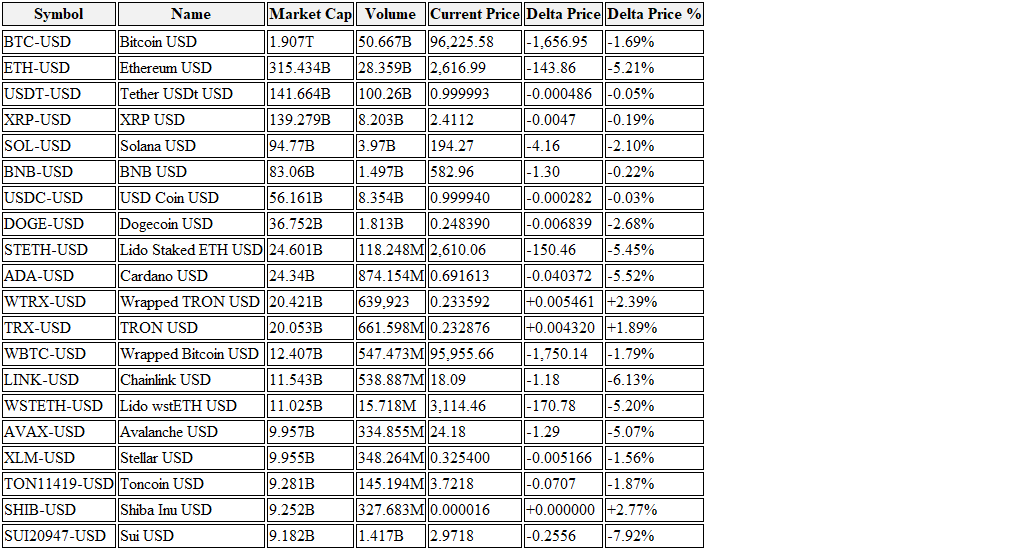 Symbol Name Market Cap Volume Current Price Delta Price Delta Price %
BTC-USD Bitcoin USD 1.907T 50.667B 96,225.58 -1,656.95 -1.69%
ETH-USD Ethereum USD 315.434B 28.359B 2,616.99 -143.86 -5.21%
USDT-USD Tether USDt USD 141.664B 100.26B 0.999993 -0.000486 -0.05%
XRP-USD XRP USD 139.279B 8.203B 2.4112 -0.0047 -0.19%
SOL-USD Solana USD 94.77B 3.97B 194.27 -4.16 -2.10%
BNB-USD BNB USD 83.06B 1.497B 582.96 -1.30 -0.22%
USDC-USD USD Coin USD 56.161B 8.354B 0.999940 -0.000282 -0.03%
DOGE-USD Dogecoin USD 36.752B 1.813B 0.248390 -0.006839 -2.68%
STETH-USD Lido Staked ETH USD 24.601B 118.248M 2,610.06 -150.46 -5.45%
ADA-USD Cardano USD 24.34B 874.154M 0.691613 -0.040372 -5.52%
WTRX-USD Wrapped TRON USD 20.421B 639,923 0.233592 +0.005461 +2.39%
TRX-USD TRON USD 20.053B 661.598M 0.232876 +0.004320 +1.89%
WBTC-USD Wrapped Bitcoin USD 12.407B 547.473M 95,955.66 -1,750.14 -1.79%
LINK-USD Chainlink USD 11.543B 538.887M 18.09 -1.18 -6.13%
WSTETH-USD Lido wstETH USD 11.025B 15.718M 3,114.46 -170.78 -5.20%
AVAX-USD Avalanche USD 9.957B 334.855M 24.18 -1.29 -5.07%
XLM-USD Stellar USD 9.955B 348.264M 0.325400 -0.005166 -1.56%
TON11419-USD Toncoin USD 9.281B 145.194M 3.7218 -0.0707 -1.87%
SHIB-USD Shiba Inu USD 9.252B 327.683M 0.000016 +0.000000 +2.77%
SUI20947-USD Sui USD 9.182B 1.417B 2.9718 -0.2556 -7.92%